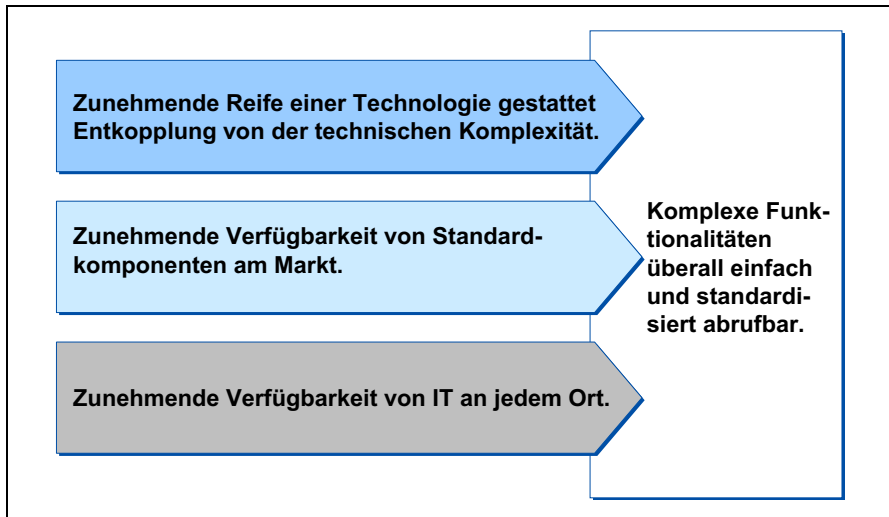 Zunehmende Reife einer Technologie gestattet
Entkopplung von der technischen Komplexität.
Zunehmende Verfügbarkeit von Standard-
komponenten am Markt.
Zunehmende Verfügbarkeit von IT an jedem Ort.
Komplexe Funk-
tionalitäten
überall einfach
und standardi-
siert abrufbar.